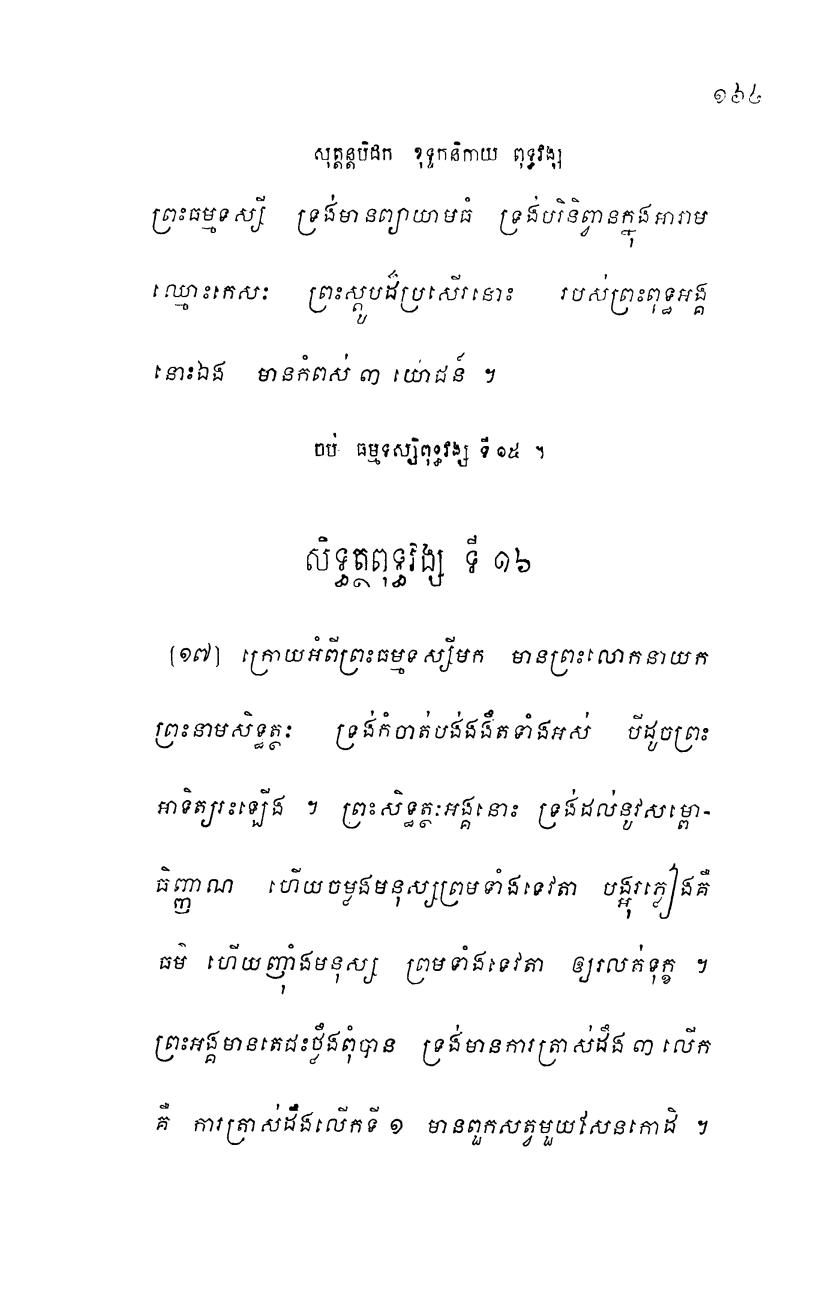 ១៦៤
សុត្តន្តបិដក ខុទ្ទកនិកាយ ពុទ្ធវង្ស
ព្រះធម្មទស្សី ទ្រង់មានព្យាយាមធំ ទ្រង់បរិនិព្វានក្នុងអារាម
ឈ្មោះកេសៈ ព្រះស្តូបដ៏ប្រសើរនោះ របស់ព្រះពុទ្ធអង្គ
នោះឯង មានកំពស់ ៣ យោជន៍ ។
ចប់ ធម្មទស្សិពុទ្ធវង្ស ទី ១៥ ។
សិទ្ធត្ថពុទ្ធវង្ស ទី ១៦
(១៧) ក្រោយអំពីព្រះធម្មទស្សីមក មានព្រះលោកនាយក
ព្រះនាមសិទ្ធត្ថៈ ទ្រង់កំចាត់បង់ងងឹតទាំងអស់ បីដូចព្រះ
អាទិត្យរះឡើង ។ ព្រះសិទ្ធត្ថៈអង្គនោះ ទ្រង់ដល់នូវសម្ពោ-
ធិញ្ញាណ ហើយចម្លងមនុស្សព្រមទាំងទេវតា បង្អុរភ្លៀងគឺ
ធម៌ ហើយញ៉ាំងមនុស្ស ព្រមទាំងទេវតា ឲ្យរលត់ទុក្ខ ។
ព្រះអង្គមានតេជះថ្លឹងពុំបាន ទ្រង់មានការត្រាស់ដឹង ៣ លើក
គឺ ការត្រាស់ដឹងលើកទី ១ មានពួកសត្វមួយសែនកោដិ ។